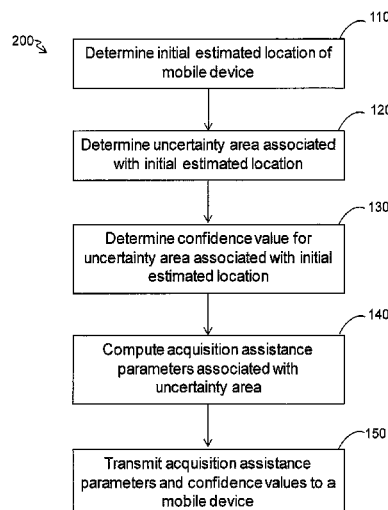 200
110
Determine initial estimated location of
mobile device
120
Determine uncertainty area associated
with initial estimated location
130
Determine confidence value for
uncertainty area associated with initial
estimated location
140
Compute acquisition assistance
parameters associated with
uncertainty area
150
Transmit acquisition assistance
parameters and confidence values to a
mobile device